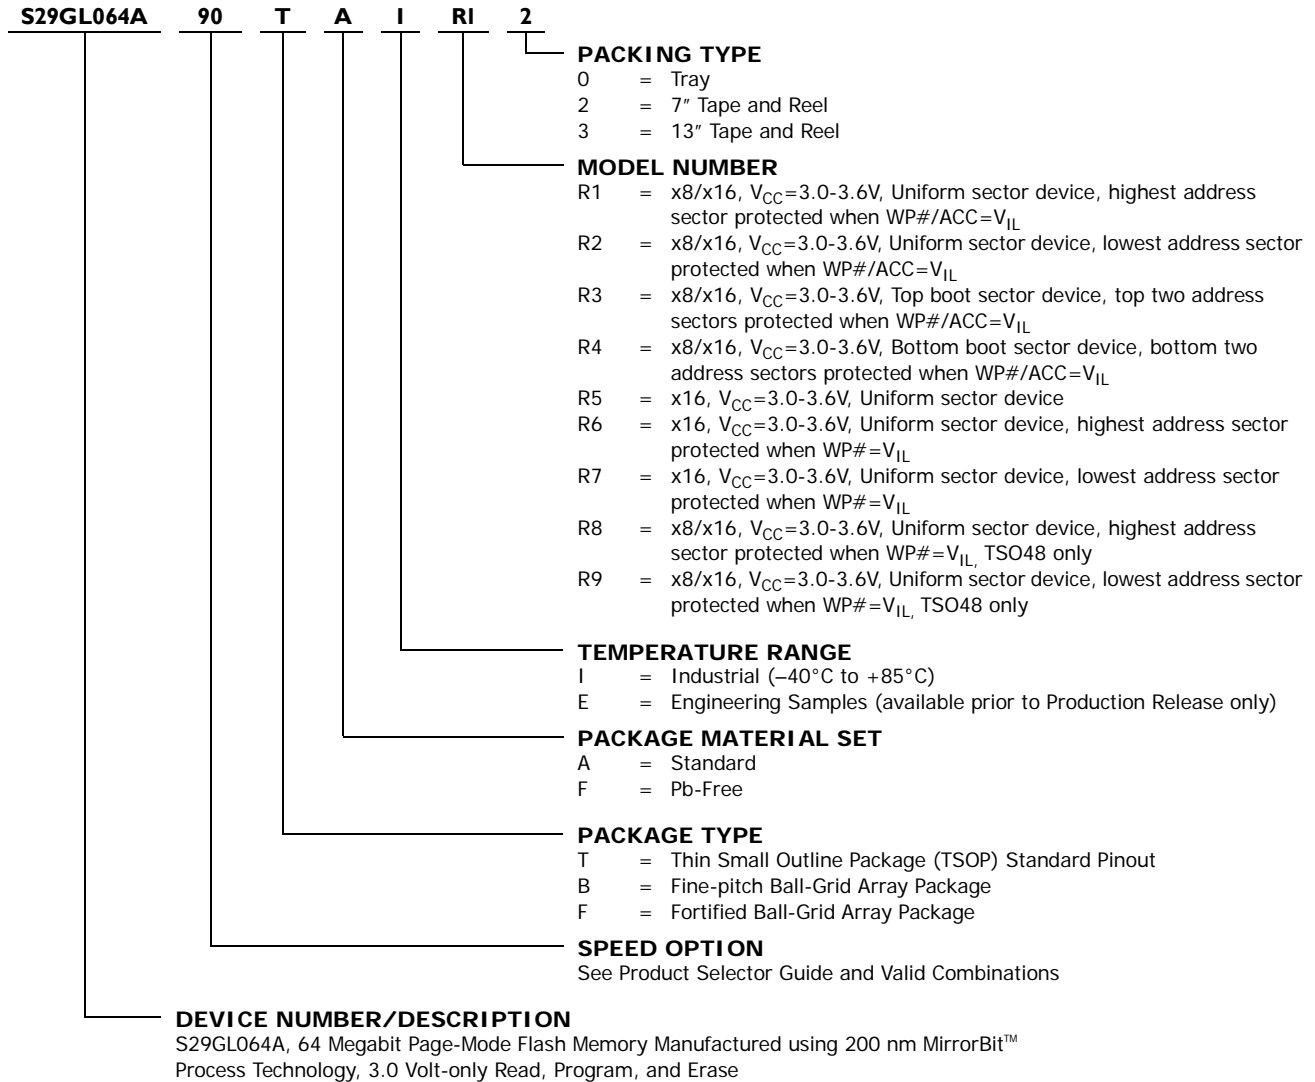 S29GL064A 90 T A I RI 2
PACKING TYPE
0 = Tray
2 = 7″ Tape and Reel
3 = 13″ Tape and Reel
MODEL NUMBER
R1 = x8/x16, VCC=3.0-3.6V, Uniform sector device, highest address
sector protected when WP#/ACC=VIL
R2 = x8/x16, VCC=3.0-3.6V, Uniform sector device, lowest address sector
protected when WP#/ACC=VIL
R3 = x8/x16, VCC=3.0-3.6V, Top boot sector device, top two address
sectors protected when WP#/ACC=VIL
R4 = x8/x16, VCC=3.0-3.6V, Bottom boot sector device, bottom two
address sectors protected when WP#/ACC=VIL
R5 = x16, VCC=3.0-3.6V, Uniform sector device
R6 = x16, VCC=3.0-3.6V, Uniform sector device, highest address sector
protected when WP#=VIL
R7 = x16, VCC=3.0-3.6V, Uniform sector device, lowest address sector
protected when WP#=VIL
R8 = x8/x16, VCC=3.0-3.6V, Uniform sector device, highest address
sector protected when WP#=VIL, TSO48 only
R9 = x8/x16, VCC=3.0-3.6V, Uniform sector device, lowest address sector
protected when WP#=VIL, TSO48 only
TEMPERATURE RANGE
I = Industrial (–40°C to +85°C)
E = Engineering Samples (available prior to Production Release only)
PACKAGE MATERIAL SET
A = Standard
F = Pb-Free
PACKAGE TYPE
T = Thin Small Outline Package (TSOP) Standard Pinout
B = Fine-pitch Ball-Grid Array Package
F = Fortified Ball-Grid Array Package
SPEED OPTION
See Product Selector Guide and Valid Combinations
DEVICE NUMBER/DESCRIPTION
S29GL064A, 64 Megabit Page-Mode Flash Memory Manufactured using 200 nm MirrorBit™
Process Technology, 3.0 Volt-only Read, Program, and Erase